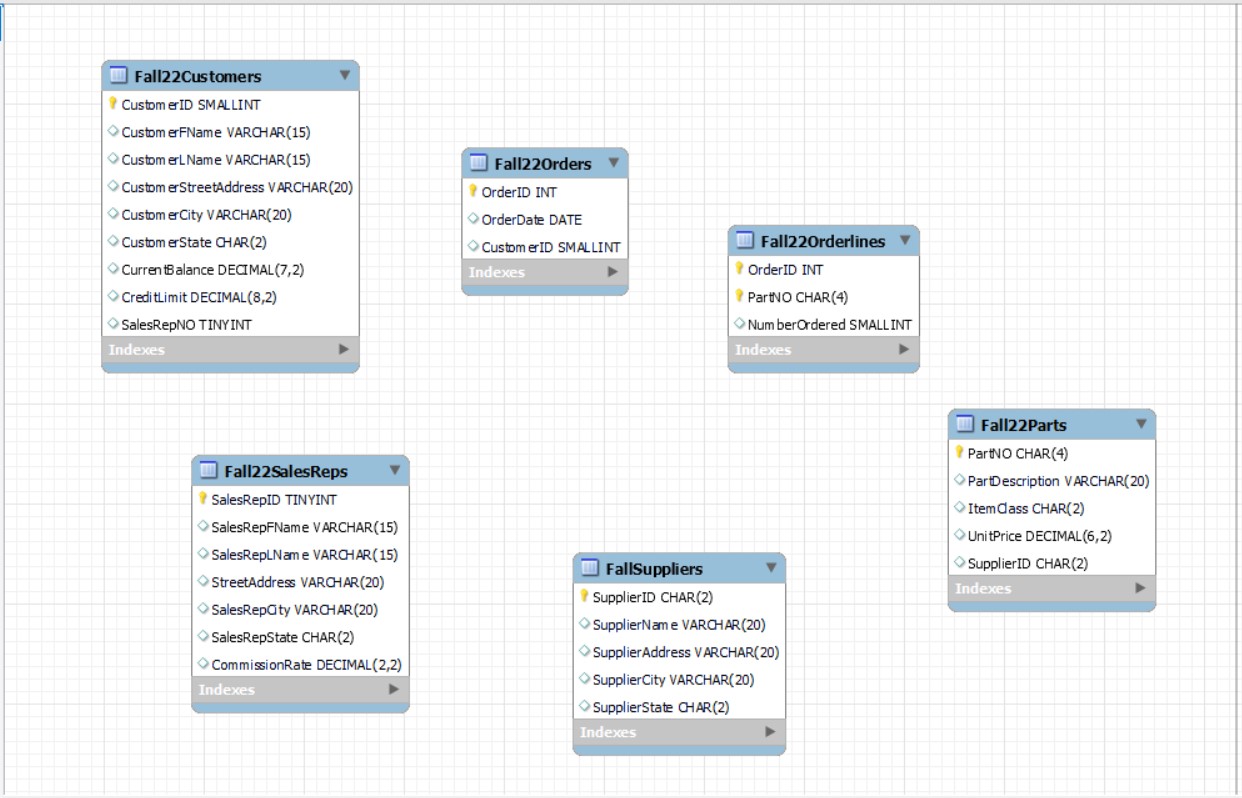 Fall22Customers
CustomerID SMALLINT
CustomerFName VARCHAR(15)
CustomerLName VARCHAR(15)
CustomerStreetAddress VARCHAR(20)
CustomerCity VARCHAR(20)
CustomerState CHAR(2)
CurrentBalance DECIMAL(7,2)
CreditLimit DECIMAL(8,2)
SalesRepNO TINYINT
Indexes
Fall22Orders
OrderID INT
OrderDate DATE
CustomerID SMALLINT
Indexes
Fall22Orderlines
OrderID INT
PartNO CHAR(4)
NumberOrdered SMALLINT
Indexes
Fall22Parts
PartNO CHAR(4)
PartDescription VARCHAR(20)
ItemClass CHAR(2)
UnitPrice DECIMAL(6,2)
SupplierID CHAR(2)
Indexes
Fall22SalesReps
SalesRepID TINYINT
SalesRepFName VARCHAR(15)
SalesRepLName VARCHAR(15)
StreetAddress VARCHAR(20)
SalesRepCity VARCHAR(20)
SalesRepState CHAR(2)
CommissionRate DECIMAL(2,2)
Indexes
FallSuppliers
SupplierID CHAR(2)
SupplierName VARCHAR(20)
SupplierAddress VARCHAR(20)
SupplierCity VARCHAR(20)
SupplierState CHAR(2)
Indexes